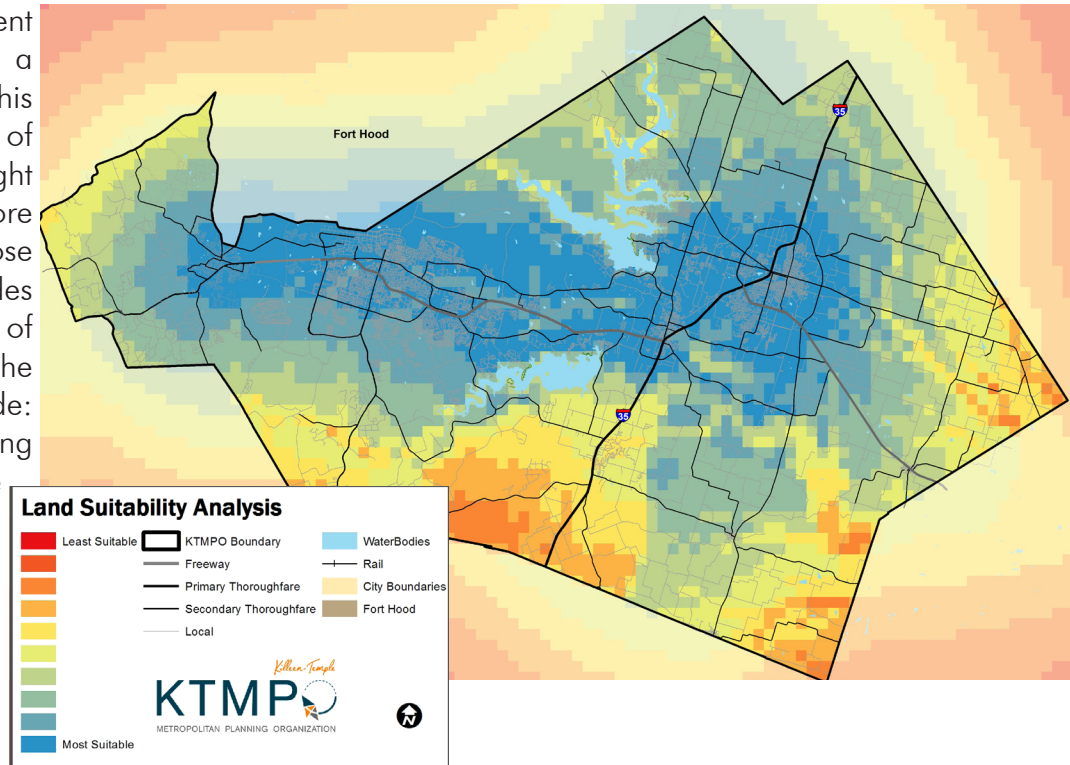 ent
a
his
of
ght
ore
ose
les
of
he
de:
ng
Fort Hood
35
35
Land Suitability Analysis
Least Suitable
Most Suitable
KTMPO Boundary
Freeway
Primary Thoroughfare
Secondary Thoroughfare
Local
WaterBodies
Rail
City Boundaries
Fort Hood
Killeen-Temple
KTMPO
METROPOLITAN PLANNING ORGANIZATION
N